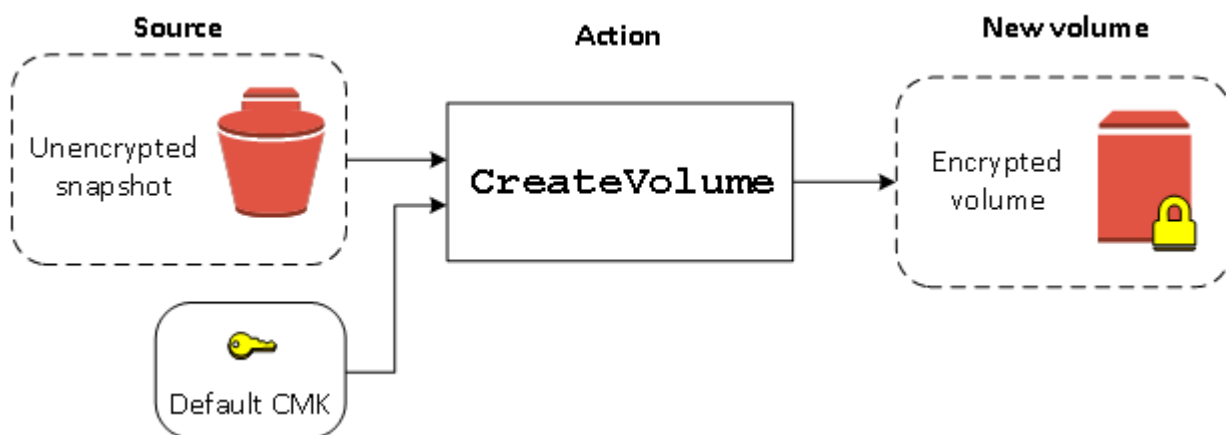 Source
Action
New volume
Unencrypted
snapshot
CreateVolume
Encrypted
volume
Default CMK